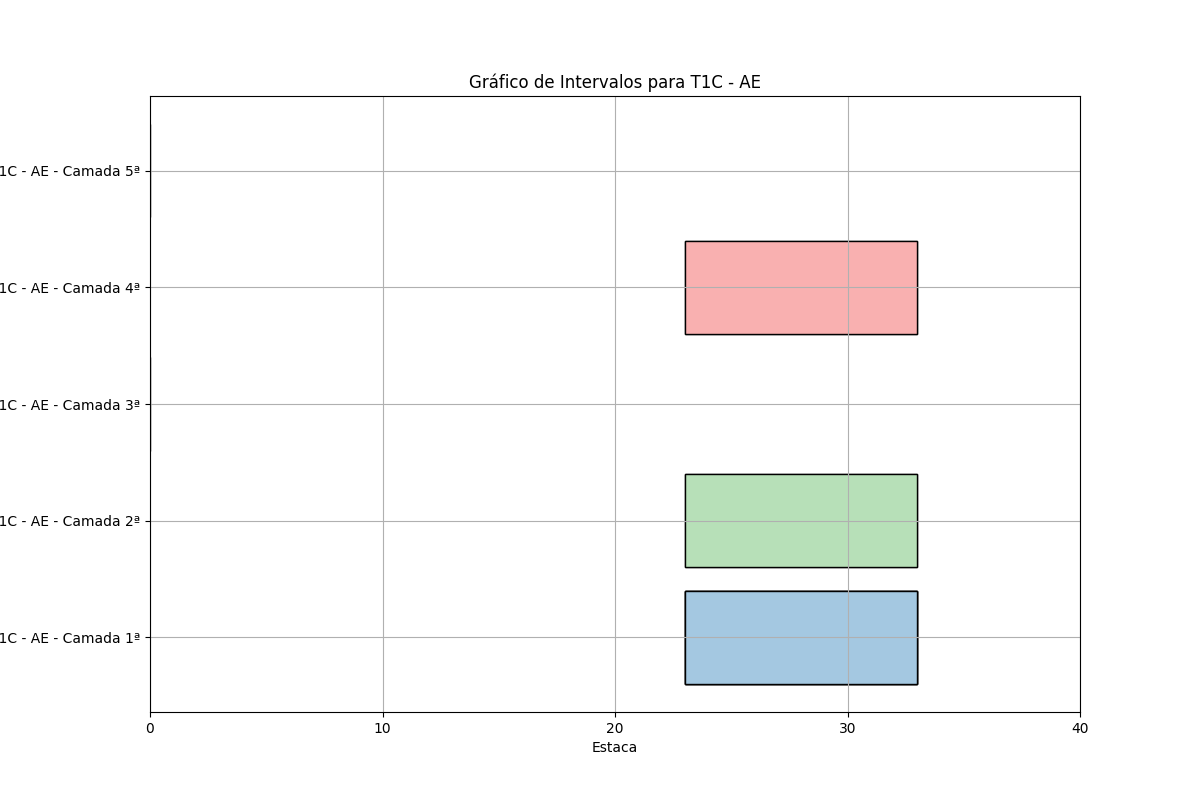 Gráfico de Intervalos para T1C - AE
1C - AE - Camada 5ª
1C - AE - Camada 4ª
1C - AE - Camada 3ª
1C - AE - Camada 2ª
1C - AE - Camada 1ª
0 10 20 30 40
Estaca